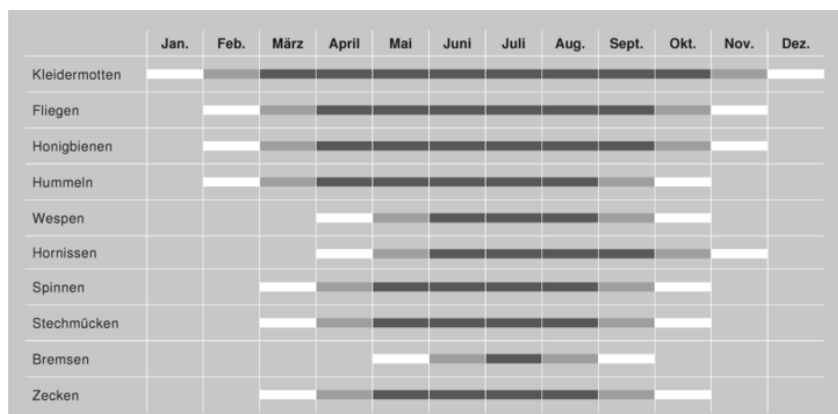 Jan. Feb. März April Mai Juni Juli Aug. Sept. Okt. Nov. Dez.
Kleidermotten
Fliegen
Honigbienen
Hummeln
Wespen
Hornissen
Spinnen
Stechmücken
Bremsen
Zecken